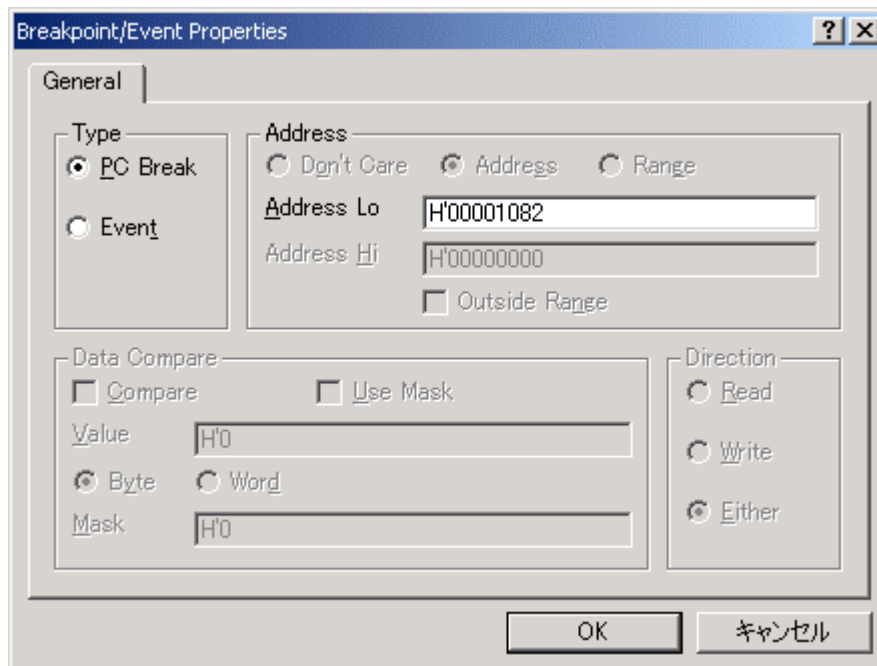 Breakpoint/Event Properties
General
Type
PC Break
Event
Address
Don't Care Address Range
Address Lo H'00001082
Address Hi H'00000000
Outside Range
Data Compare
Compare Use Mask
Value H'0
Byte Word
Mask H'0
Direction
Read
Write
Either
OK キャンセル